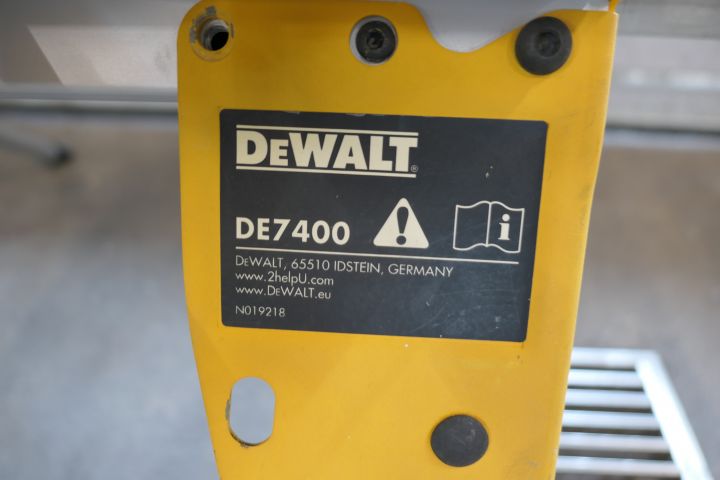 DEWALT®
DE7400
i
DEWALT, 65510 IDSTEIN, GERMANY
www.2helpU.com
www.DEWALT.eu
N019218